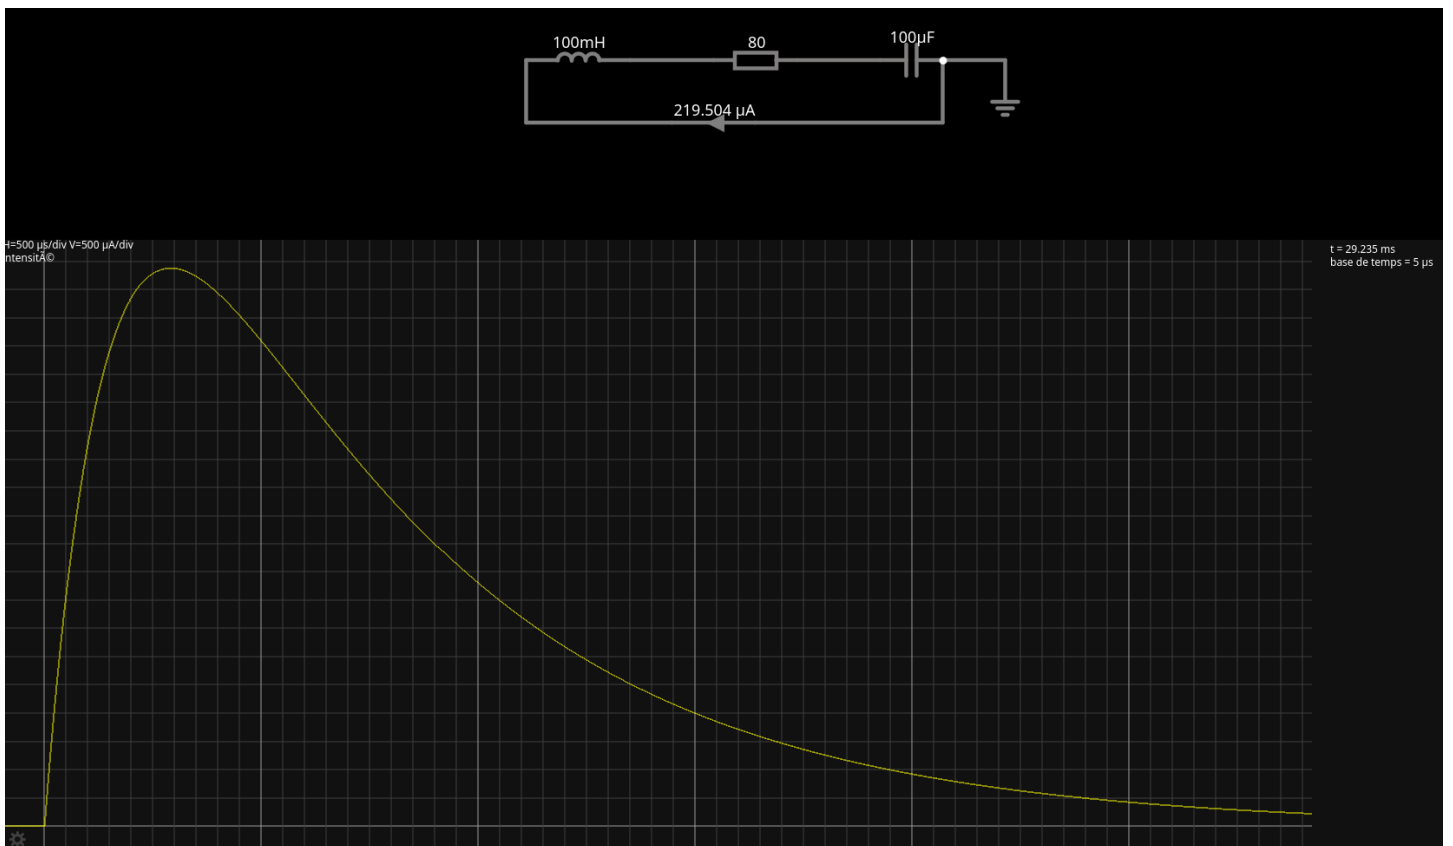 100mH
80
100µF
219.504 µA
H=500 µs/div V=500 µA/div
ntensitÃ©
t = 29.235 ms
base de temps = 5 µs